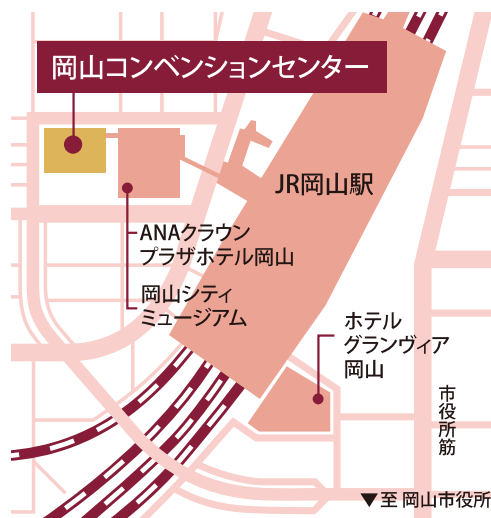 岡山コンベンションセンター
JR岡山駅
ANAクラウン
プラザホテル岡山
岡山シティ
ミュージアム
ホテル
グランヴィア
岡山
市役所筋
▼至 岡山市役所